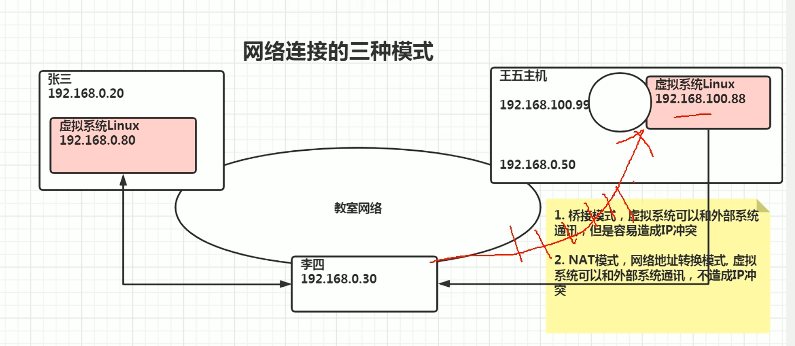 网络连接的三种模式
张三
192.168.0.20
虚拟系统Linux
192.168.0.80
王五主机
192.168.100.99
虚拟系统Linux
192.168.100.88
192.168.0.50
教室网络
李四
192.168.0.30
1. 桥接模式，虚拟系统可以和外部系统
通讯，但是容易造成IP冲突
2. NAT模式，网络地址转换模式, 虚拟
系统可以和外部系统通讯，不造成IP冲
突